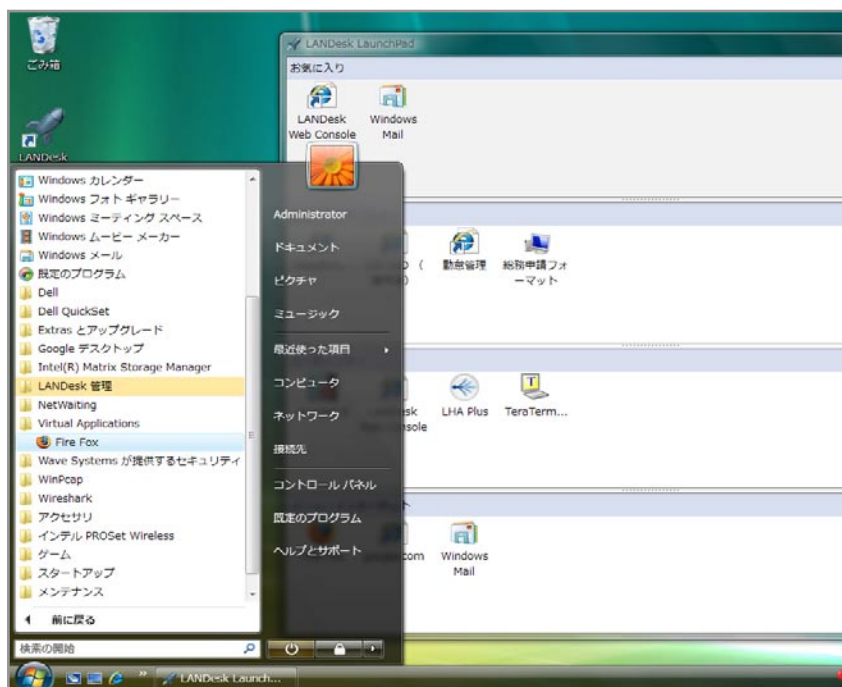 ごみ箱
LANDesk
LANDesk LaunchPad
お気に入り
LANDesk
Web Console
Windows
Mail
勤怠管理
総務申請フォ
ーマット
LHA Plus
TeraTerm...
Windows
Mail
Windows カレンダー
Windows フォト ギャラリー
Windows ミーティング スペース
Windows ムービー メーカー
Windows メール
既定のプログラム
Dell
Dell QuickSet
Extras とアップグレード
Google デスクトップ
Intel(R) Matrix Storage Manager
LANDesk 管理
NetWaiting
Virtual Applications
Fire Fox
Wave Systems が提供するセキュリティ
WinPcap
Wireshark
アクセサリ
インテル PROSet Wireless
ゲーム
スタートアップ
メンテナンス
前に戻る
検索の開始
Administrator
ドキュメント
ピクチャ
ミュージック
最近使った項目
コンピュータ
ネットワーク
接続先
コントロール パネル
既定のプログラム
ヘルプとサポート
LANDesk Launch...